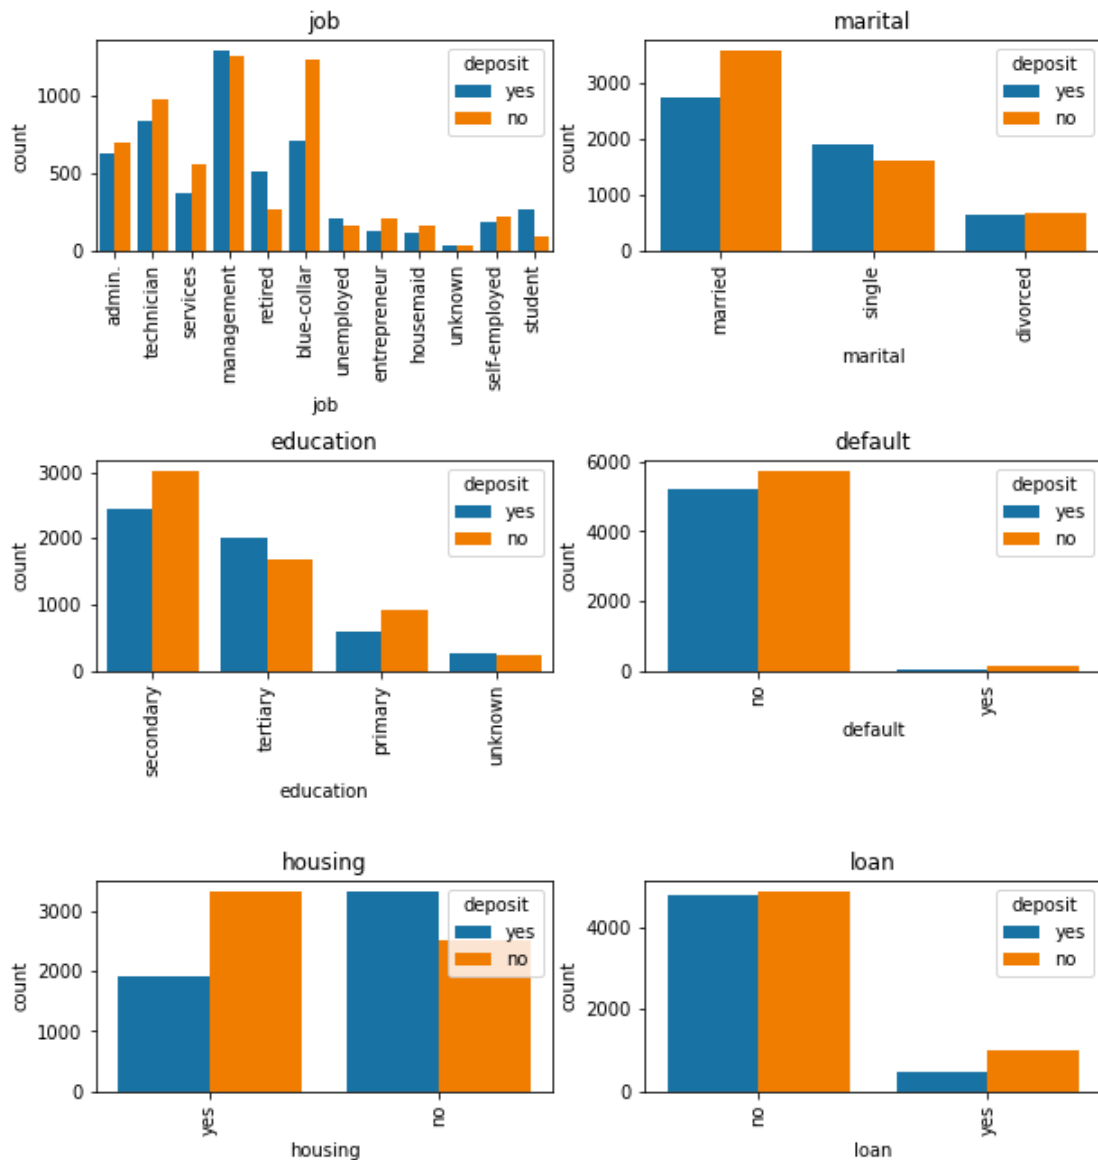 job
deposit
yes
no
count
1000
500
0
admin.
technician
services
management
retired
blue-collar
unemployed
entrepreneur
housemaid
unknown
self-employed
student
job
marital
deposit
yes
no
count
3000
2000
1000
0
married
single
divorced
marital
education
deposit
yes
no
count
3000
2000
1000
0
secondary
tertiary
primary
unknown
education
default
deposit
yes
no
count
6000
4000
2000
0
no
yes
default
housing
deposit
yes
no
count
3000
2000
1000
0
yes
no
housing
loan
deposit
yes
no
count
4000
2000
0
no
yes
loan